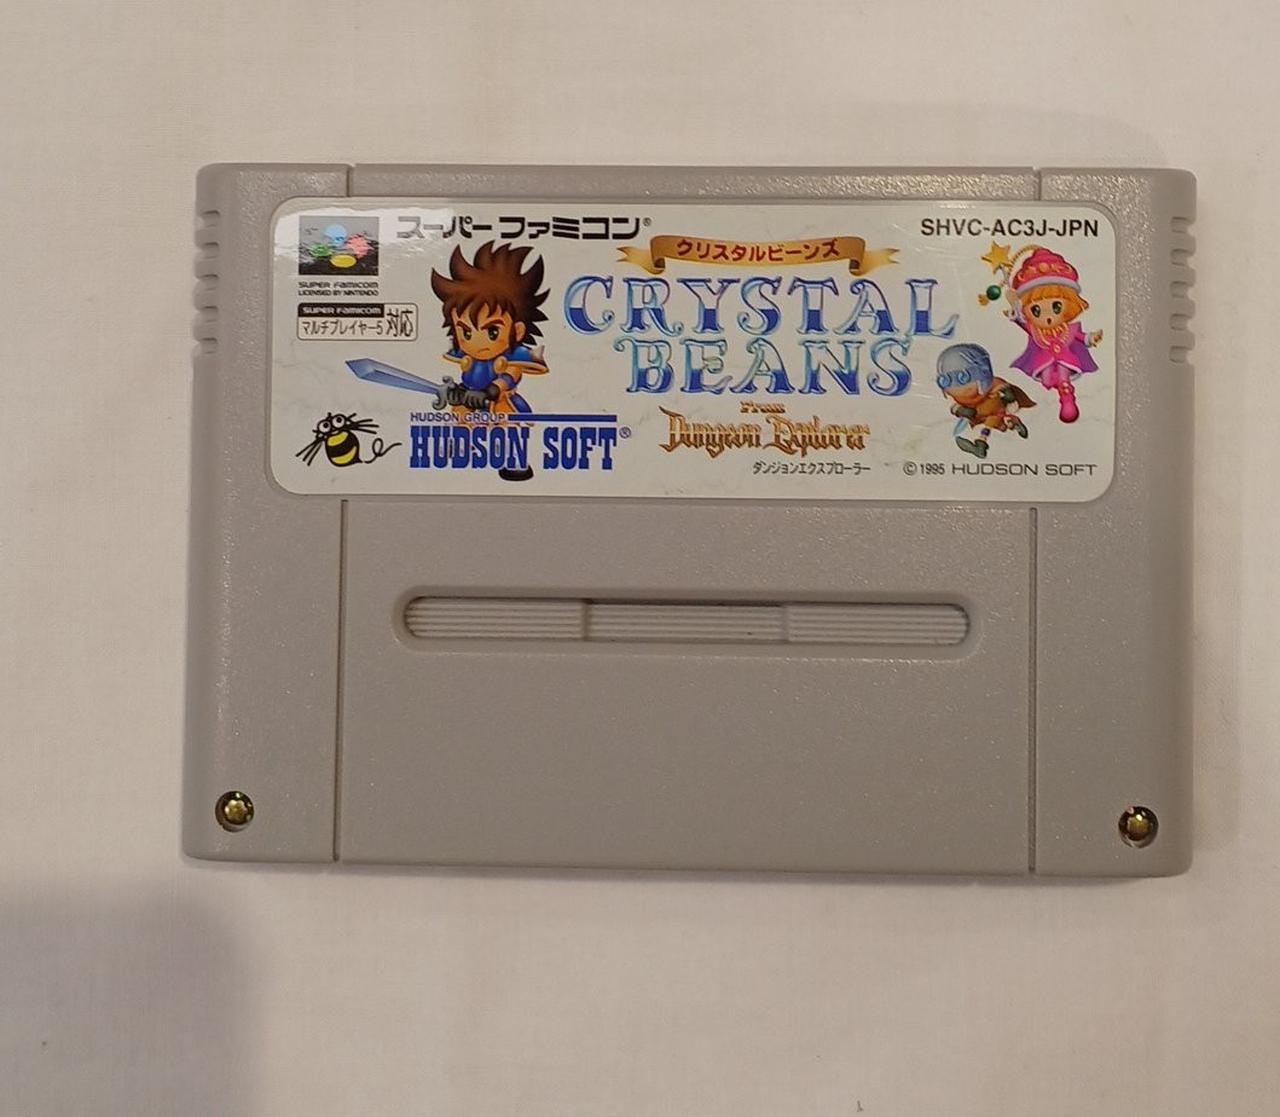 スーパーファミコン®
SHVC-AC3J-JPN
クリスタルビーンズ
CRYSTAL
BEANS
SUPER FAMICOM
LICENSED BY NINTENDO
SUPER FAMICOM
マルチプレイヤー5 対応
HUDSON GROUP
HUDSON SOFT®
From
Dungeon Explorer
ダンジョンエクスプローラー
©1995 HUDSON SOFT